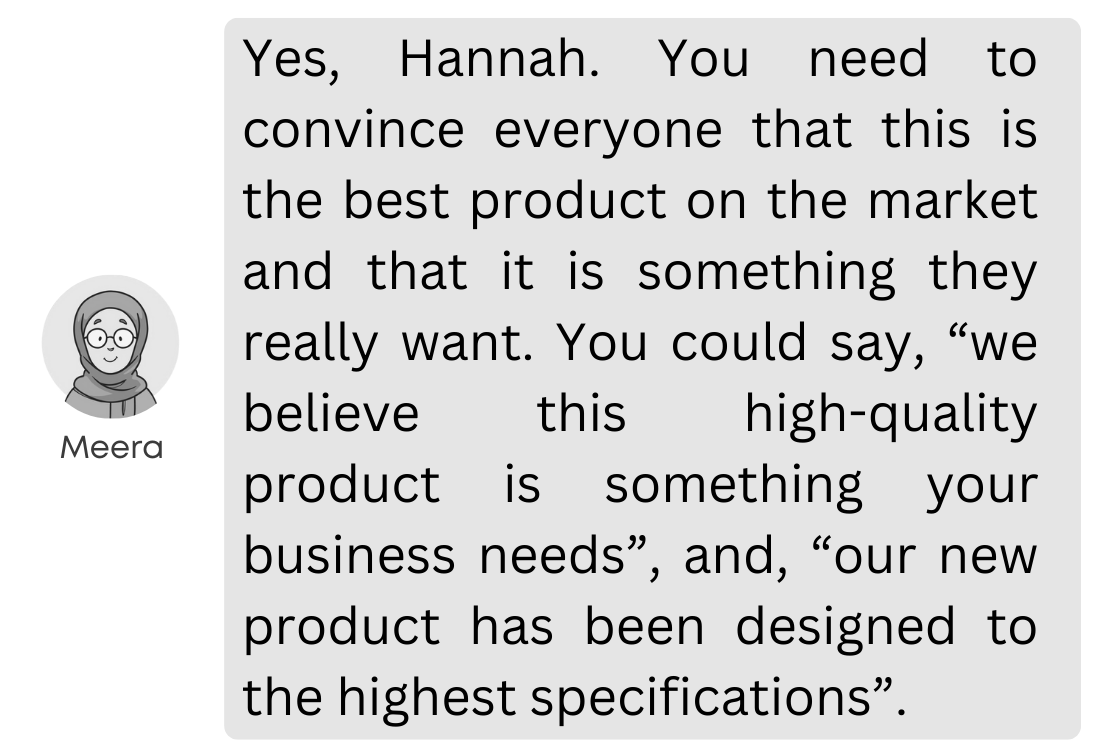 Yes, Hannah. You need to
convince everyone that this is
the best product on the market
and that it is something they
really want. You could say, “we
believe this high-quality
product is something your
business needs”, and, “our new
product has been designed to
the highest specifications”.
Meera